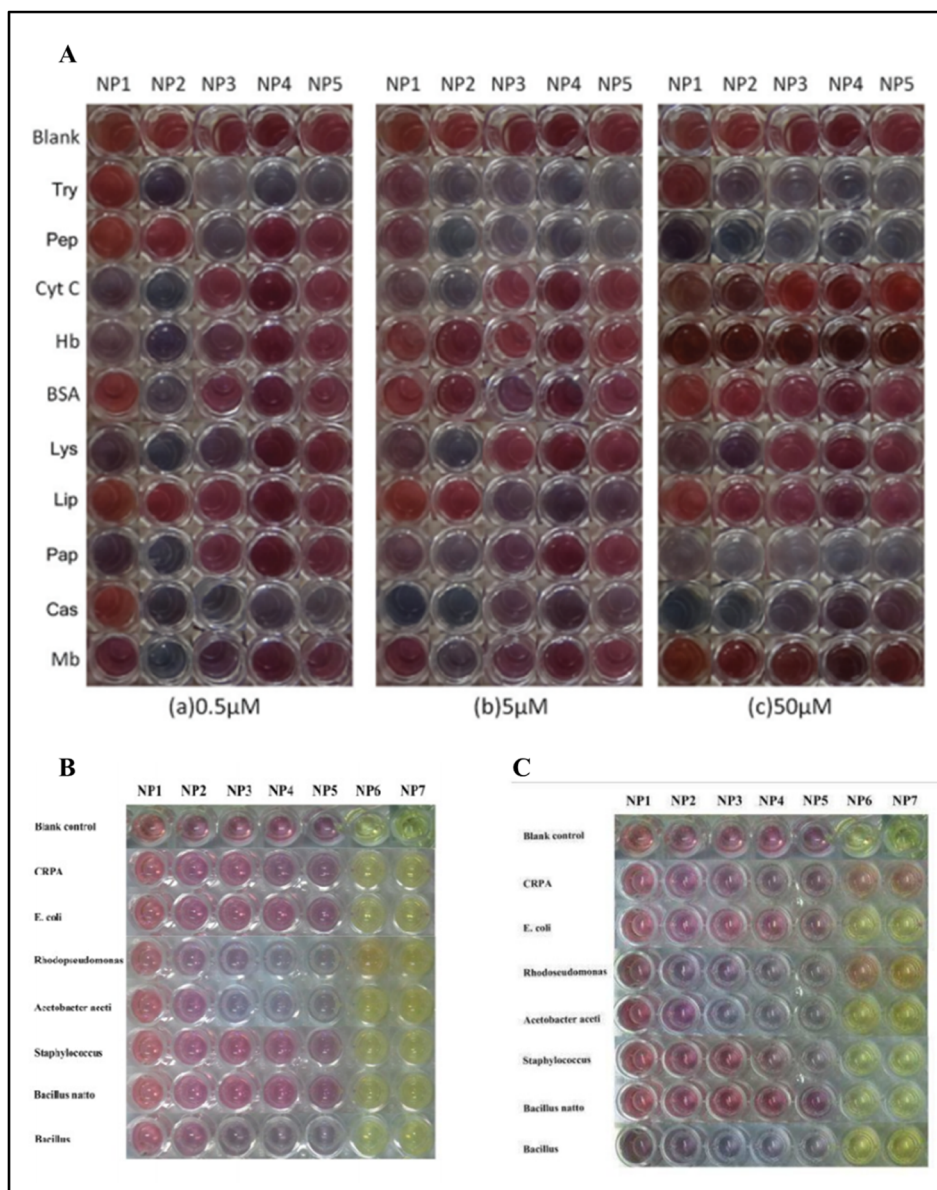 A
NP1 NP2 NP3 NP4 NP5 NP1 NP2 NP3 NP4 NP5 NP1 NP2 NP3 NP4 NP5
Blank
Try
Pep
Cyt C
Hb
BSA
Lys
Lip
Pap
Cas
Mb
(a)0.5μM (b)5μM (c)50μM
B
NP1 NP2 NP3 NP4 NP5 NP6 NP7
Blank control
CRPA
E. coli
Rhodopseudomonas
Acetobacter aceti
Staphylococcus
Bacillus natto
Bacillus
C
NP1 NP2 NP3 NP4 NP5 NP6 NP7
Blank control
CRPA
E. coli
Rhodoseudomonas
Acetobacter aceti
Staphylococcus
Bacillus natto
Bacillus